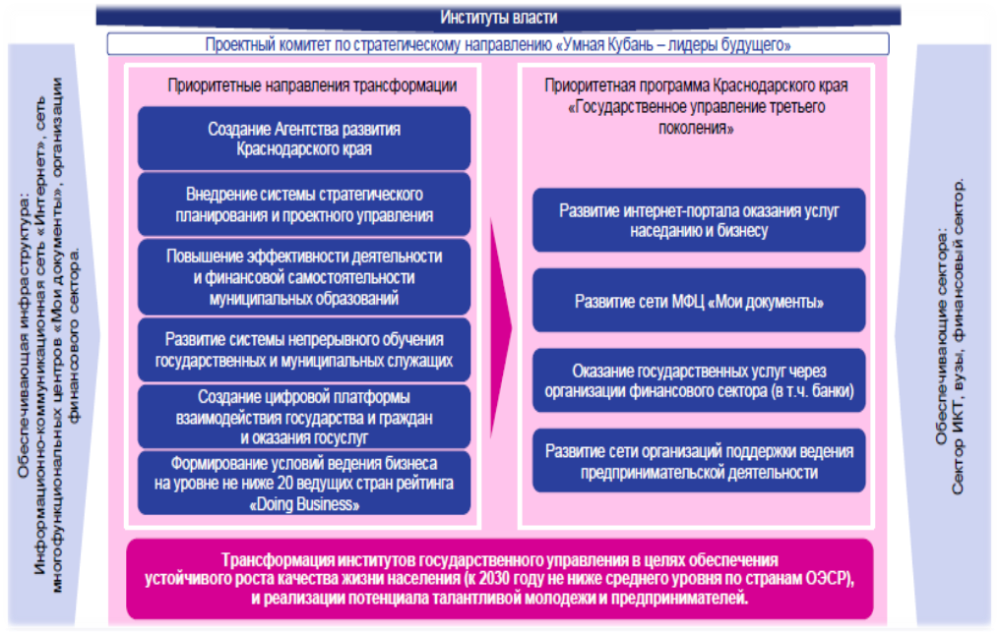 Институты власти
Проектный комитет по стратегическому направлению «Умная Кубань – лидеры будущего»
Обеспечивающая инфраструктура:
Информационно-коммуникационная сеть «Интернет», сеть
многофункциональных центров «Мои документы», организации
финансового сектора.
Приоритетные направления трансформации
Создание Агентства развития
Краснодарского края
Внедрение системы стратегического
планирования и проектного управления
Повышение эффективности деятельности
и финансовой самостоятельности
муниципальных образований
Развитие системы непрерывного обучения
государственных и муниципальных служащих
Создание цифровой платформы
взаимодействия государства и граждан
и оказания госуслуг
Формирование условий ведения бизнеса
на уровне не ниже 20 ведущих стран рейтинга
«Doing Business»
Приоритетная программа Краснодарского края
«Государственное управление третьего
поколения»
Развитие интернет-портала оказания услуг
наседанию и бизнесу
Развитие сети МФЦ «Мои документы»
Оказание государственных услуг через
организации финансового сектора (в т.ч. банки)
Развитие сети организаций поддержки ведения
предпринимательской деятельности
Обеспечивающие сектора:
Сектор ИКТ, вузы, финансовый сектор.
Трансформация институтов государственного управления в целях обеспечения
устойчивого роста качества жизни населения (к 2030 году не ниже среднего уровня по странам ОЭСР),
и реализации потенциала талантливой молодежи и предпринимателей.